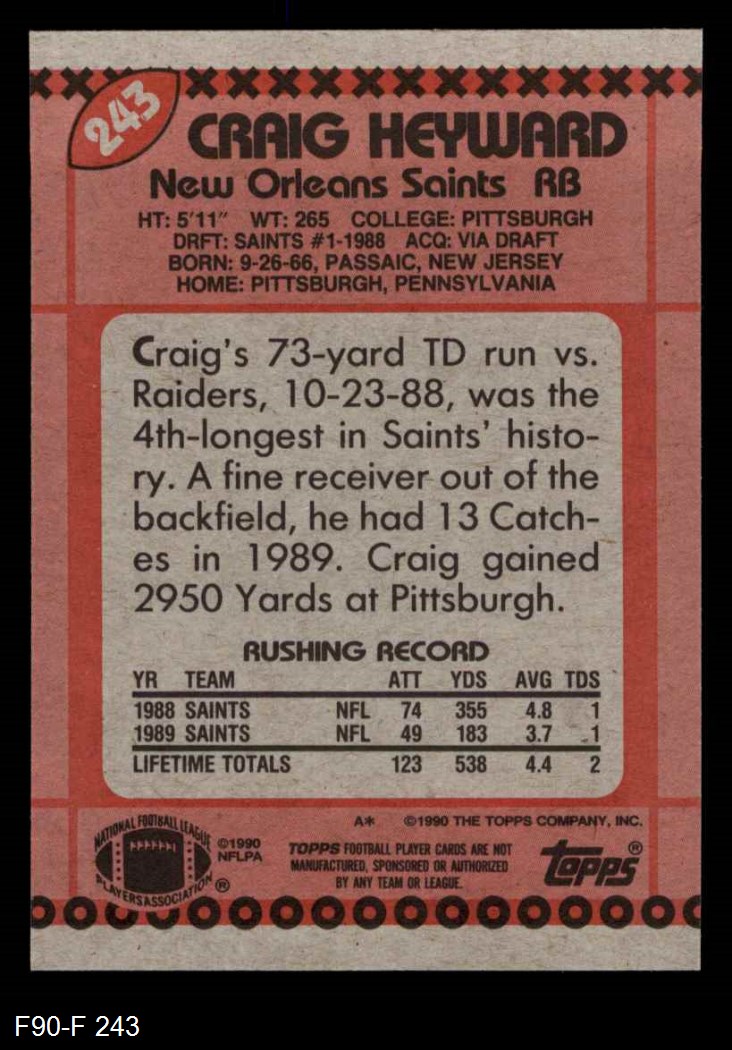 243
CRAIG HEYWARD
New Orleans Saints RB
HT: 5'11" WT: 265 COLLEGE: PITTSBURGH
DRFT: SAINTS #1-1988 ACQ: VIA DRAFT
BORN: 9-26-66, PASSAIC, NEW JERSEY
HOME: PITTSBURGH, PENNSYLVANIA
Craig's 73-yard TD run vs.
Raiders, 10-23-88, was the
4th-longest in Saints' histo-
ry. A fine receiver out of the
backfield, he had 13 Catch-
es in 1989. Craig gained
2950 Yards at Pittsburgh.
RUSHING RECORD
YR TEAM ATT YDS AVG TDS
1988 SAINTS NFL 74 355 4.8 1
1989 SAINTS NFL 49 183 3.7 1
LIFETIME TOTALS 123 538 4.4 2
A* ©1990 THE TOPPS COMPANY, INC.
NATIONAL FOOTBALL LEAGUE
PLAYERS ASSOCIATION ®
©1990
NFLPA
TOPPS FOOTBALL PLAYER CARDS ARE NOT
MANUFACTURED, SPONSORED OR AUTHORIZED
BY ANY TEAM OR LEAGUE.
topps®
F90-F 243